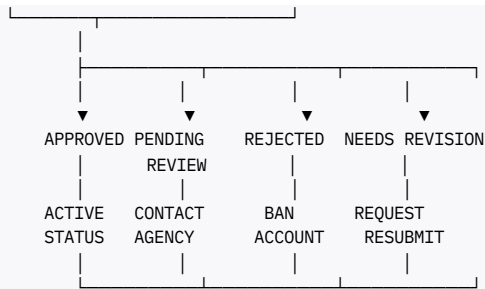 APPROVED PENDING REJECTED NEEDS REVISION
REVIEW
ACTIVE CONTACT BAN REQUEST
STATUS AGENCY ACCOUNT RESUBMIT